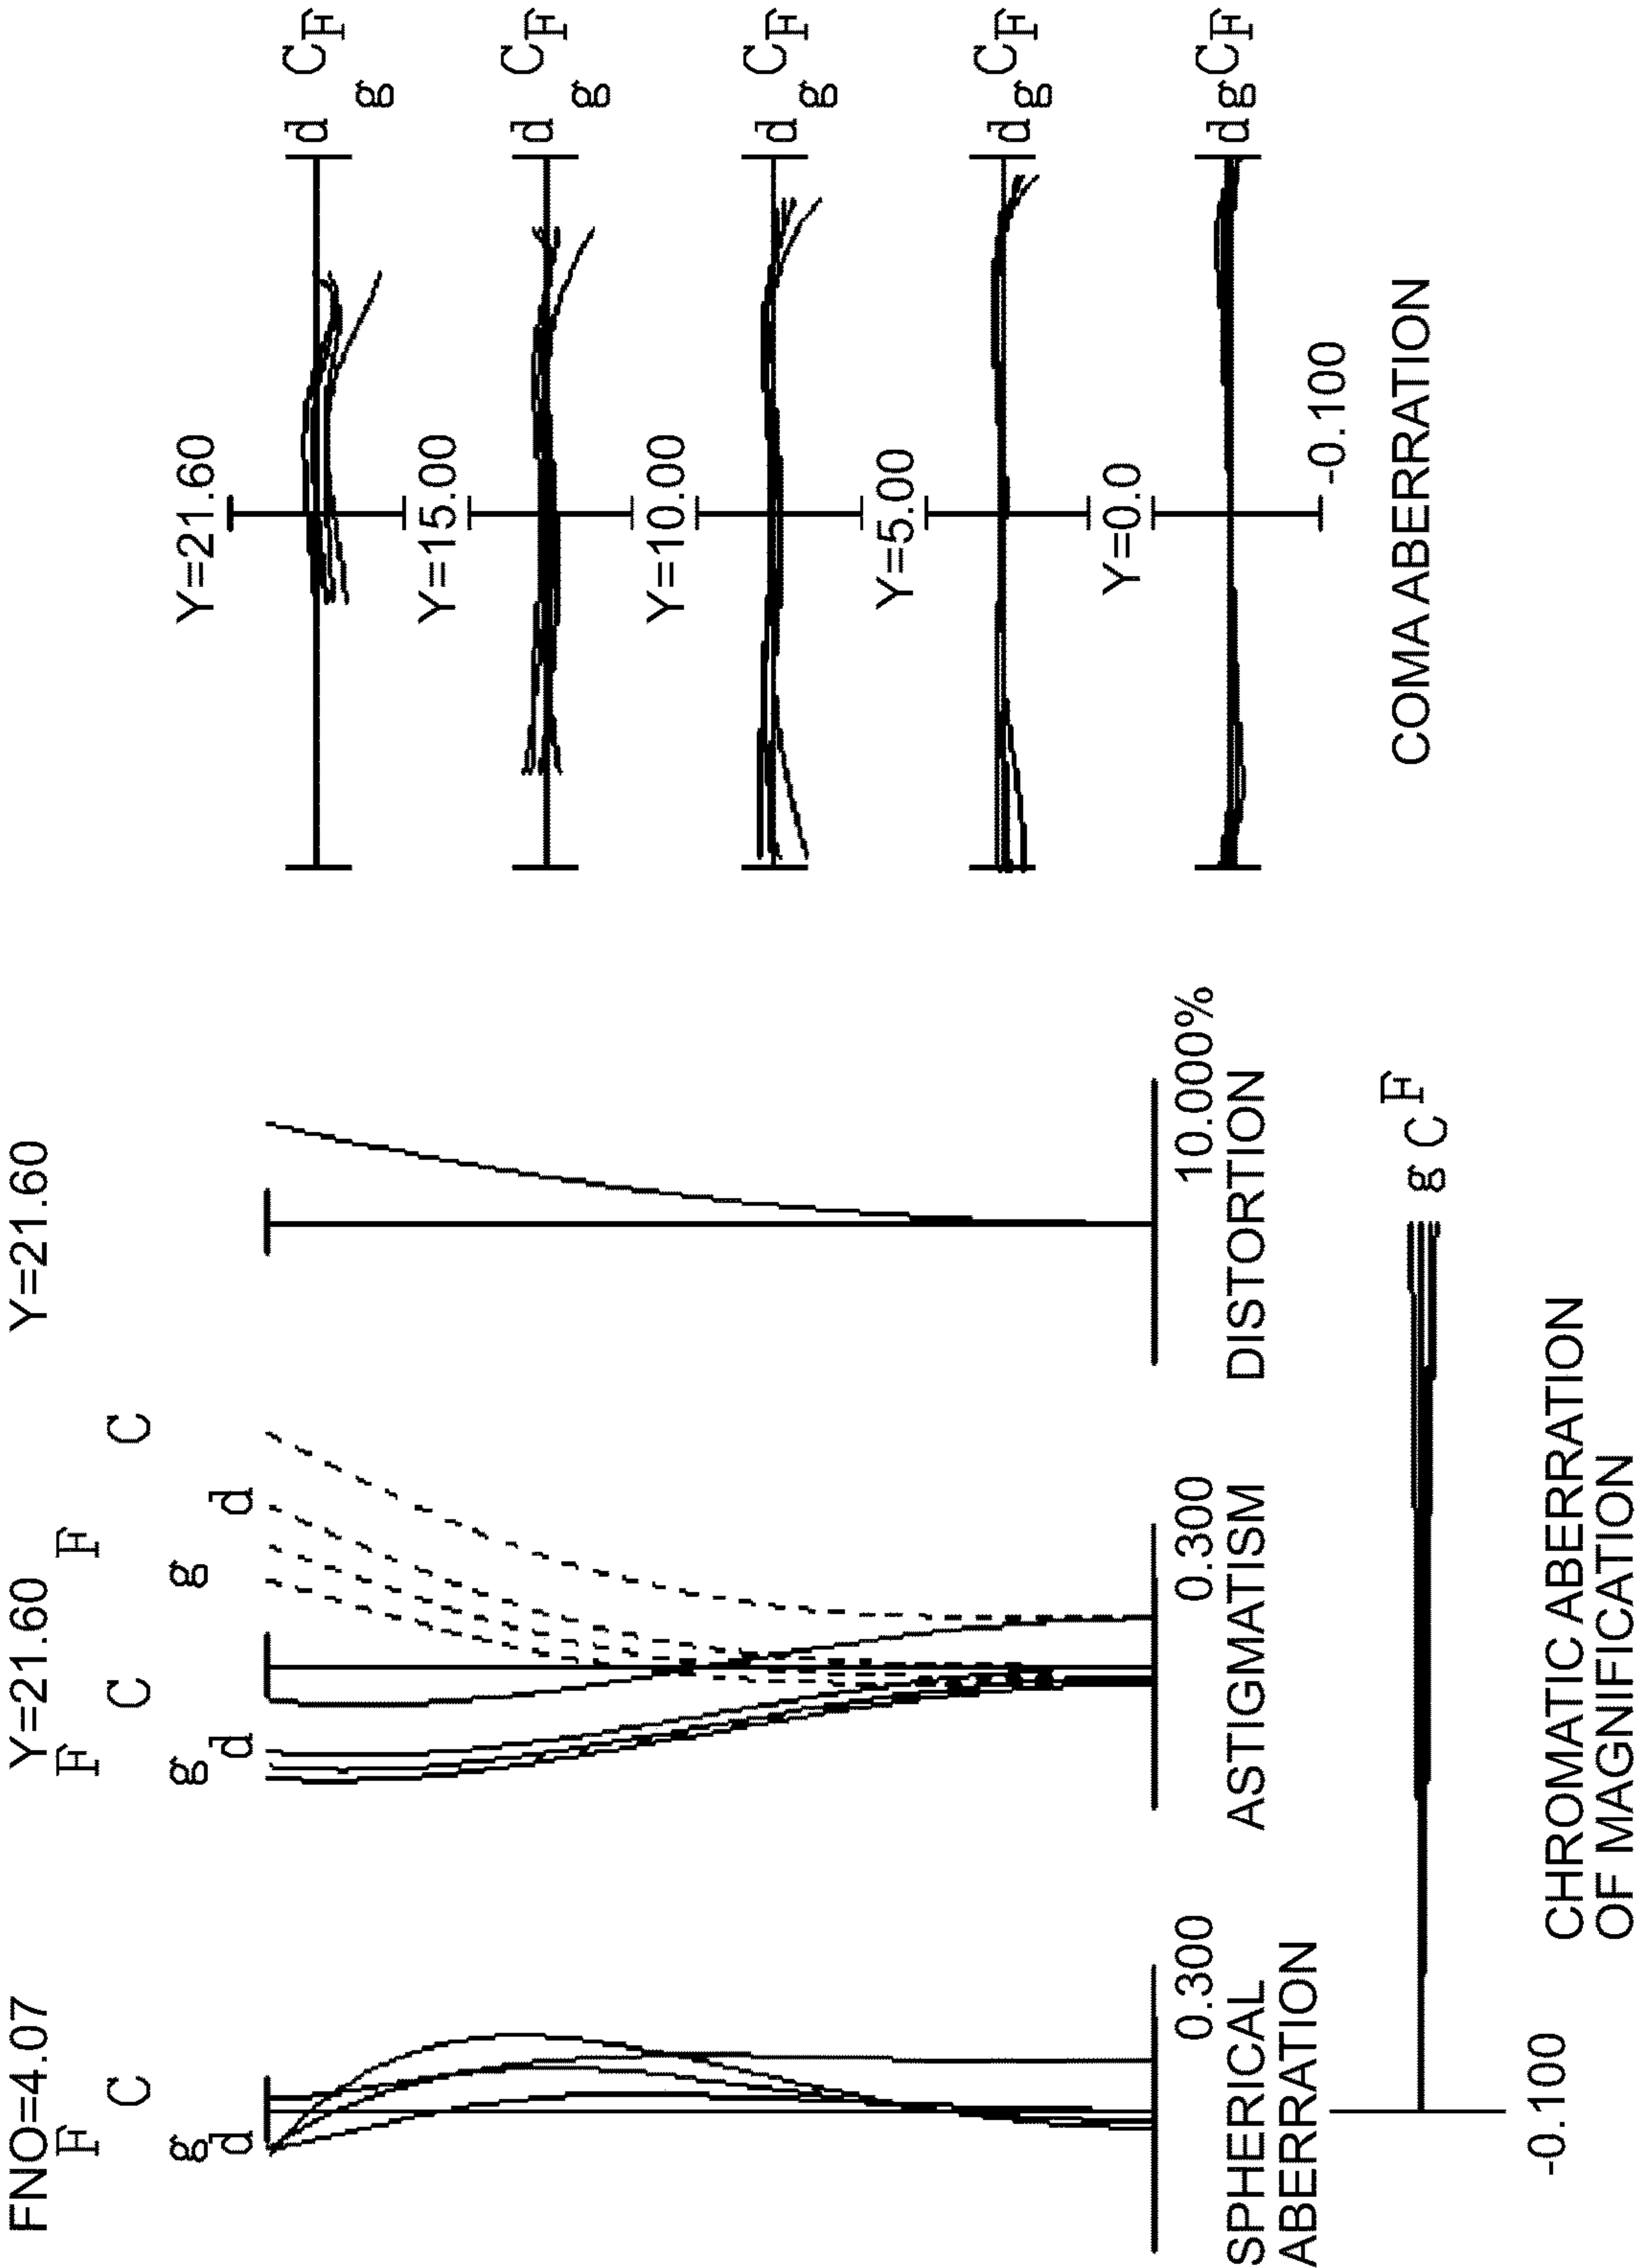 FNO=4.07
F
C
g
d
0.300
SPHERICAL
ABERRATION
Y=21.60
F
F
C
C
g
g
d
d
0.300
ASTIGMATISM
Y=21.60
10.000%
DISTORTION
Y=21.60
d
g
C
F
Y=15.00
d
g
C
F
Y=10.00
d
g
C
F
Y=5.00
d
g
C
F
Y=0.0
d
g
C
F
-0.100
COMA ABERRATION
g
C
F
-0.100
CHROMATIC ABERRATION
OF MAGNIFICATION